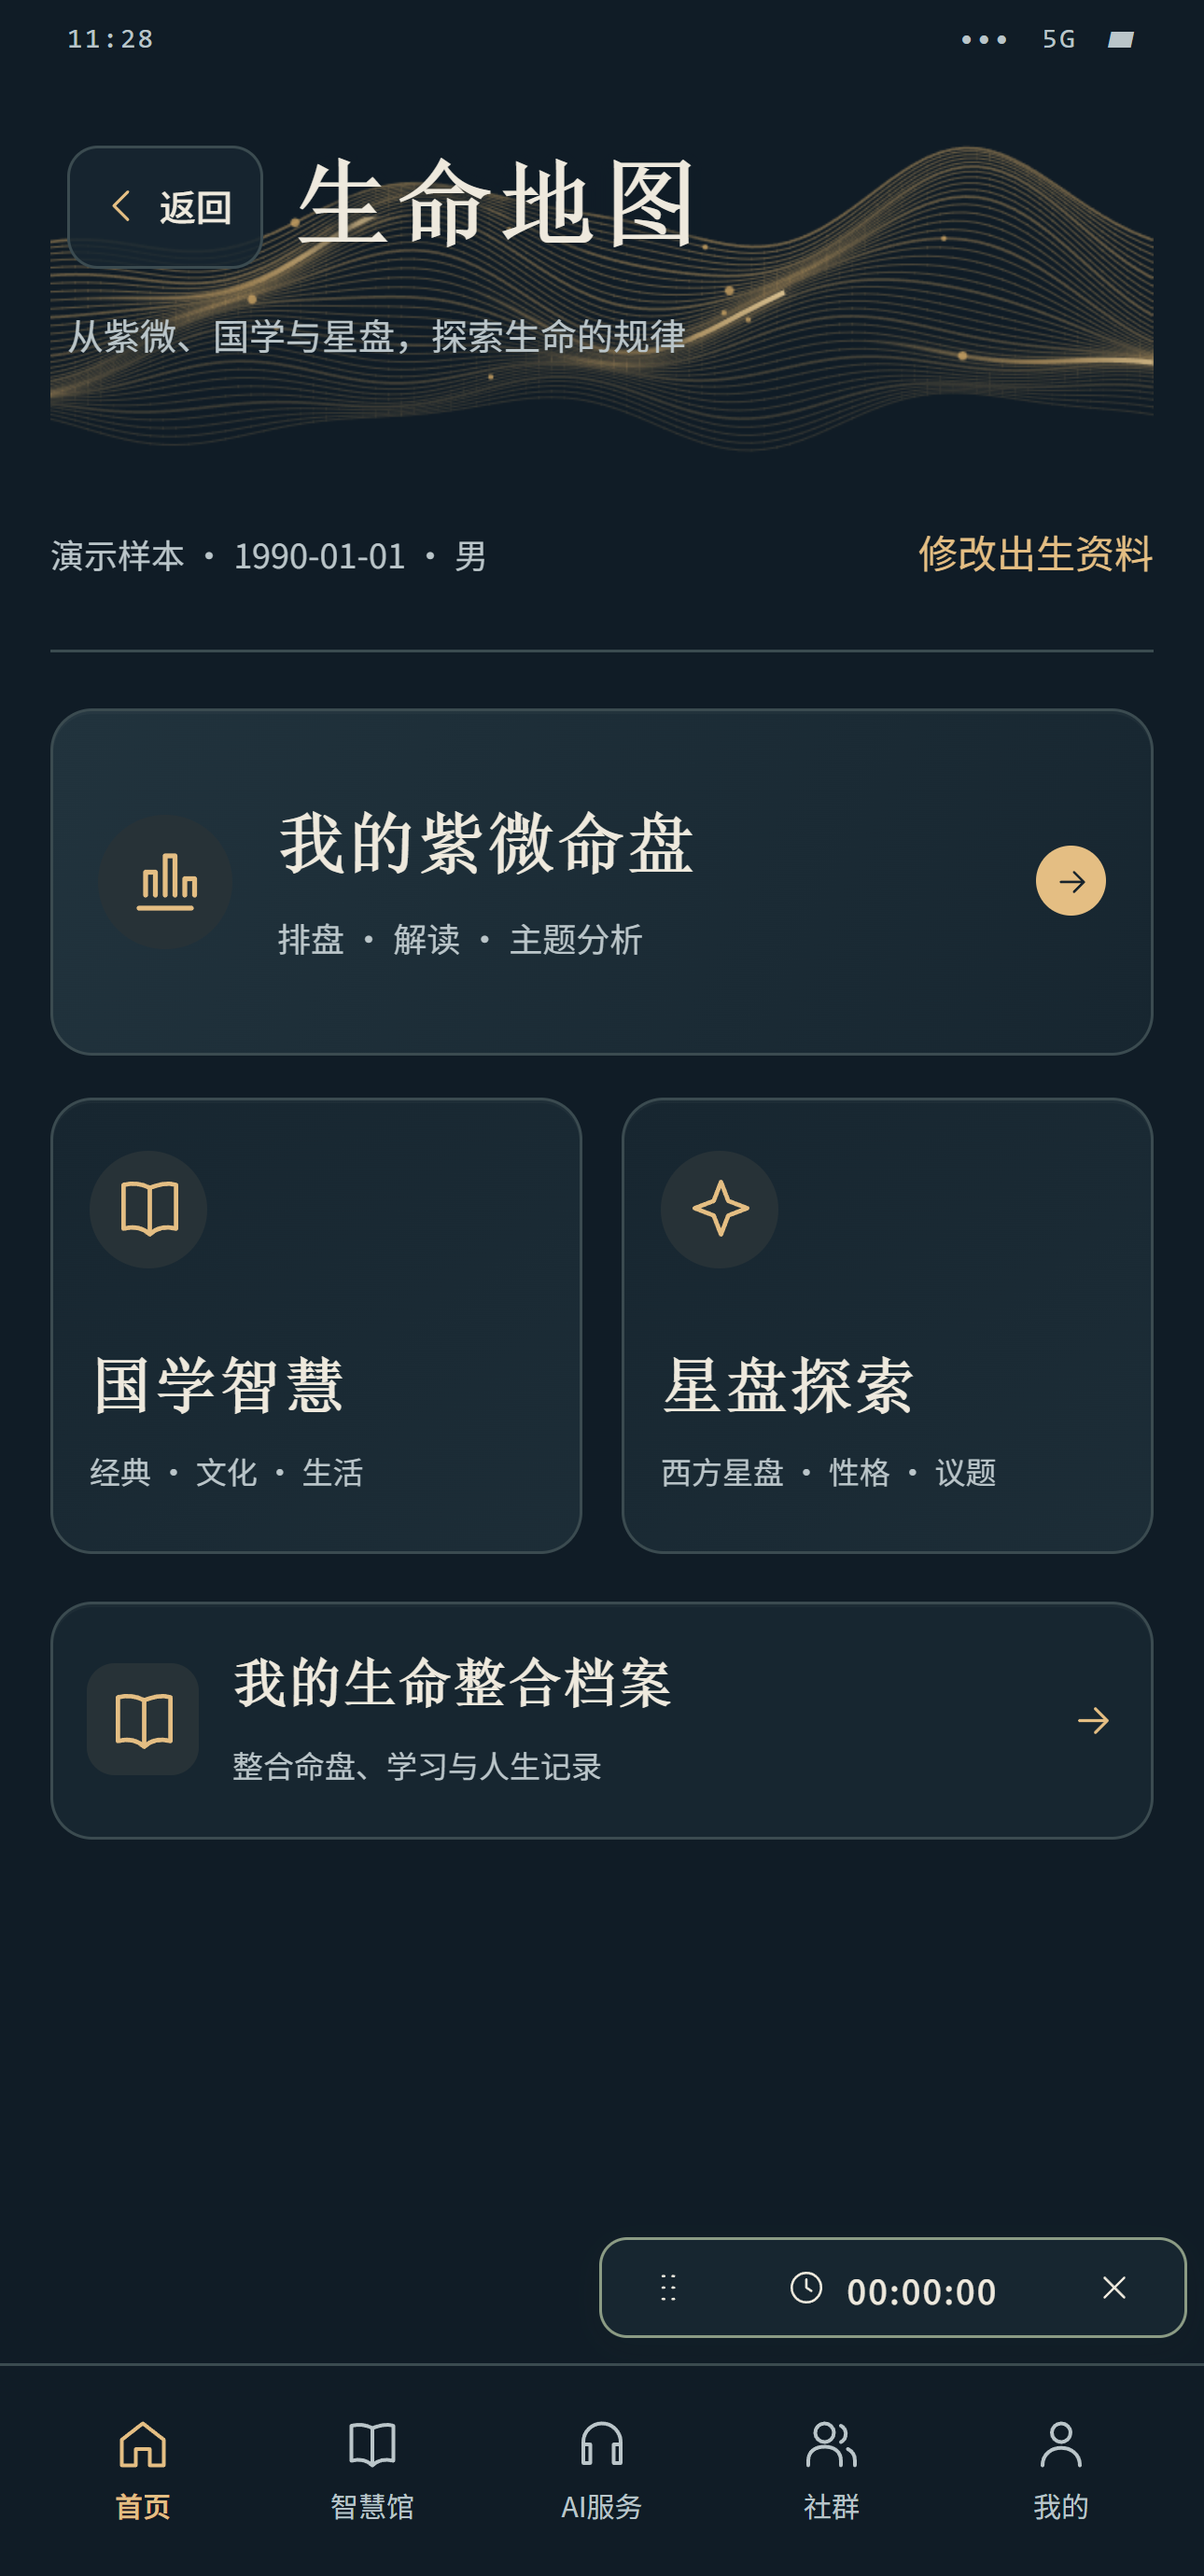 11:28
5G
返回
生命地图
从紫微、国学与星盘，探索生命的规律
演示样本 · 1990-01-01 · 男
修改出生资料
我的紫微命盘
排盘 · 解读 · 主题分析
国学智慧
经典 · 文化 · 生活
星盘探索
西方星盘 · 性格 · 议题
我的生命整合档案
整合命盘、学习与人生记录
00:00:00
首页
智慧馆
AI服务
社群
我的